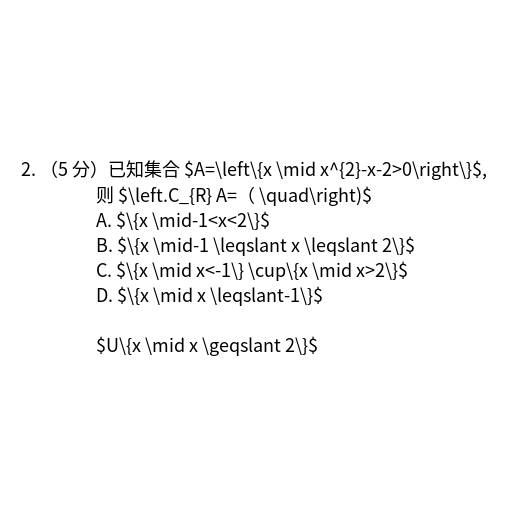 2. （5 分）已知集合 $A=\left\{x \mid x^{2}-x-2>0\right\}$,
则 $\left.C_{R} A=（ \quad\right)$
A. $\{x \mid-1<x<2\}$
B. $\{x \mid-1 \leqslant x \leqslant 2\}$
C. $\{x \mid x<-1\} \cup\{x \mid x>2\}$
D. $\{x \mid x \leqslant-1\}$
$U\{x \mid x \geqslant 2\}$